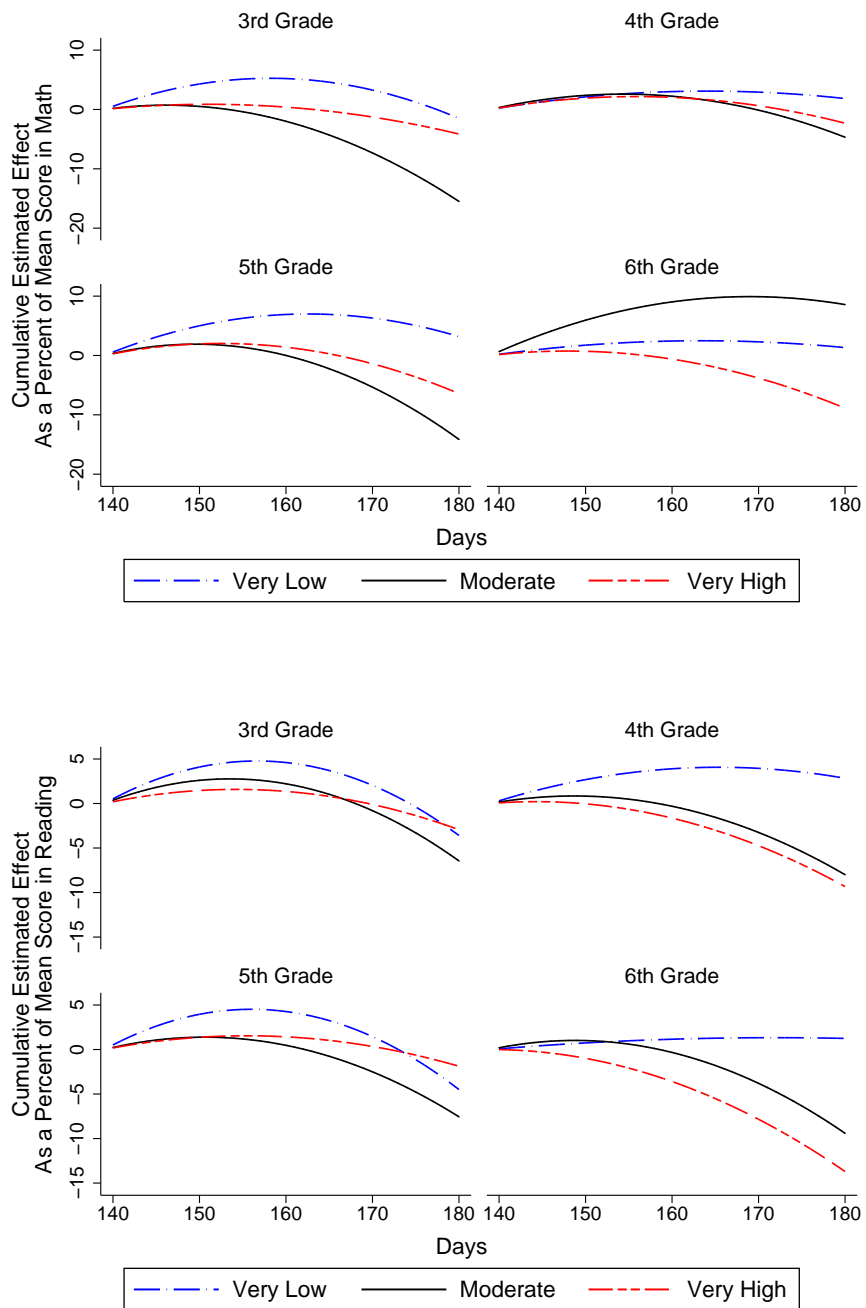 3rd Grade
4th Grade
10
0
−10
−20
5th Grade
6th Grade
10
0
−10
−20
Cumulative Estimated Effect
As a Percent of Mean Score in Math
140 150 160 170 180
140 150 160 170 180
Days
Very Low Moderate Very High
3rd Grade
4th Grade
5
0
−5
−10
−15
5th Grade
6th Grade
5
0
−5
−10
−15
Cumulative Estimated Effect
As a Percent of Mean Score in Reading
140 150 160 170 180
140 150 160 170 180
Days
Very Low Moderate Very High